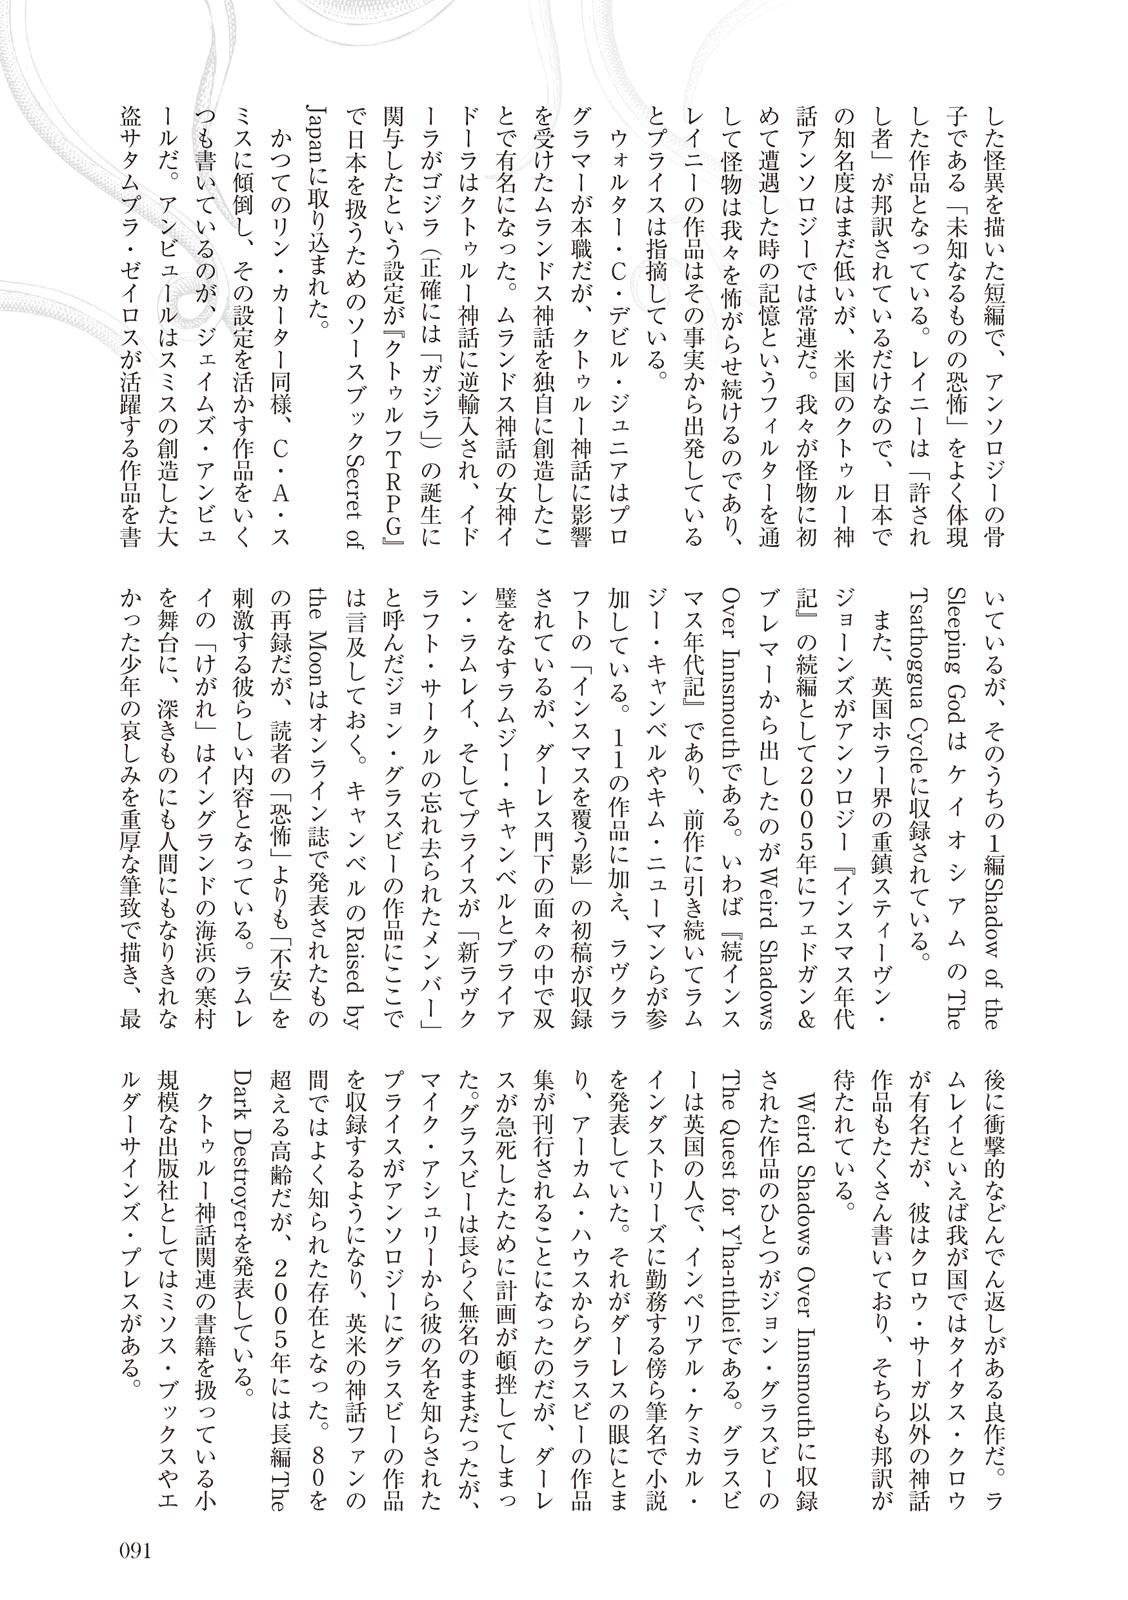 した怪異を描いた短編で、アンソロジーの骨
子である「未知なるものの恐怖」をよく体現
した作品となっている。レイニーは「許され
し者」が邦訳されているだけなので、日本で
の知名度はまだ低いが、米国のクトゥルー神
話アンソロジーでは常連だ。我々が怪物に初
めて遭遇した時の記憶というフィルターを通
して怪物は我々を怖がらせ続けるのであり、
レイニーの作品はその事実から出発している
とプライスは指摘している。
　ウォルター・C・デビル・ジュニアはプロ
グラマーが本職だが、クトゥルー神話に影響
を受けたムランドス神話を独自に創造したこ
とで有名になった。ムランドス神話の女神イ
ドーラはクトゥルー神話に逆輸入され、イド
ーラがゴジラ（正確には「ガジラ」）の誕生に
関与したという設定が『クトゥルフTRPG』
で日本を扱うためのソースブックSecret of
Japanに取り込まれた。
　かつてのリン・カーター同様、C・A・ス
ミスに傾倒し、その設定を活かす作品をいく
つも書いているのが、ジェイムズ・アンビュ
ールだ。アンビュールはスミスの創造した大
盗サタムプラ・ゼイロスが活躍する作品を書
いているが、そのうちの1編Shadow of the
Sleeping GodはケイオシアムのThe
Tsathoggua Cycleに収録されている。
　また、英国ホラー界の重鎮スティーヴン・
ジョーンズがアンソロジー『インスマス年代
記』の続編として2005年にフェドガン&
ブレマーから出したのがWeird Shadows
Over Innsmouthである。いわば『続インス
マス年代記』であり、前作に引き続いてラム
ジー・キャンベルやキム・ニューマンらが参
加している。11の作品に加え、ラヴクラ
フトの「インスマスを覆う影」の初稿が収録
されているが、ダーレス門下の面々の中で双
璧をなすラムジー・キャンベルとブライア
ン・ラムレイ、そしてプライスが「新ラヴク
ラフト・サークルの忘れ去られたメンバー」
と呼んだジョン・グラスビーの作品にここで
は言及しておく。キャンベルのRaised by
the Moonはオンライン誌で発表されたもの
の再録だが、読者の「恐怖」よりも「不安」を
刺激する彼らしい内容となっている。ラムレ
イの「けがれ」はイングランドの海浜の寒村
を舞台に、深きものにも人間にもなりきれな
かった少年の哀しみを重厚な筆致で描き、最
後に衝撃的などんでん返しがある良作だ。ラ
ムレイといえば我が国ではタイタス・クロウ
が有名だが、彼はクロウ・サーガ以外の神話
作品もたくさん書いており、そちらも邦訳が
待たれている。
　Weird Shadows Over Innsmouthに収録
された作品のひとつがジョン・グラスビーの
The Quest for Y'ha-nthleiである。グラスビ
ーは英国の人で、インペリアル・ケミカル・
インダストリーズに勤務する傍ら筆名で小説
を発表していた。それがダーレスの眼にとま
り、アーカム・ハウスからグラスビーの作品
集が刊行されることになったのだが、ダーレ
スが急死したために計画が頓挫してしまっ
た。グラスビーは長らく無名のままだったが、
マイク・アシュリーから彼の名を知らされた
プライスがアンソロジーにグラスビーの作品
を収録するようになり、英米の神話ファンの
間ではよく知られた存在となった。80を
超える高齢だが、2005年には長編The
Dark Destroyerを発表している。
　クトゥルー神話関連の書籍を扱っている小
規模な出版社としてはミソス・ブックスやエ
ルダーサインズ・プレスがある。
091